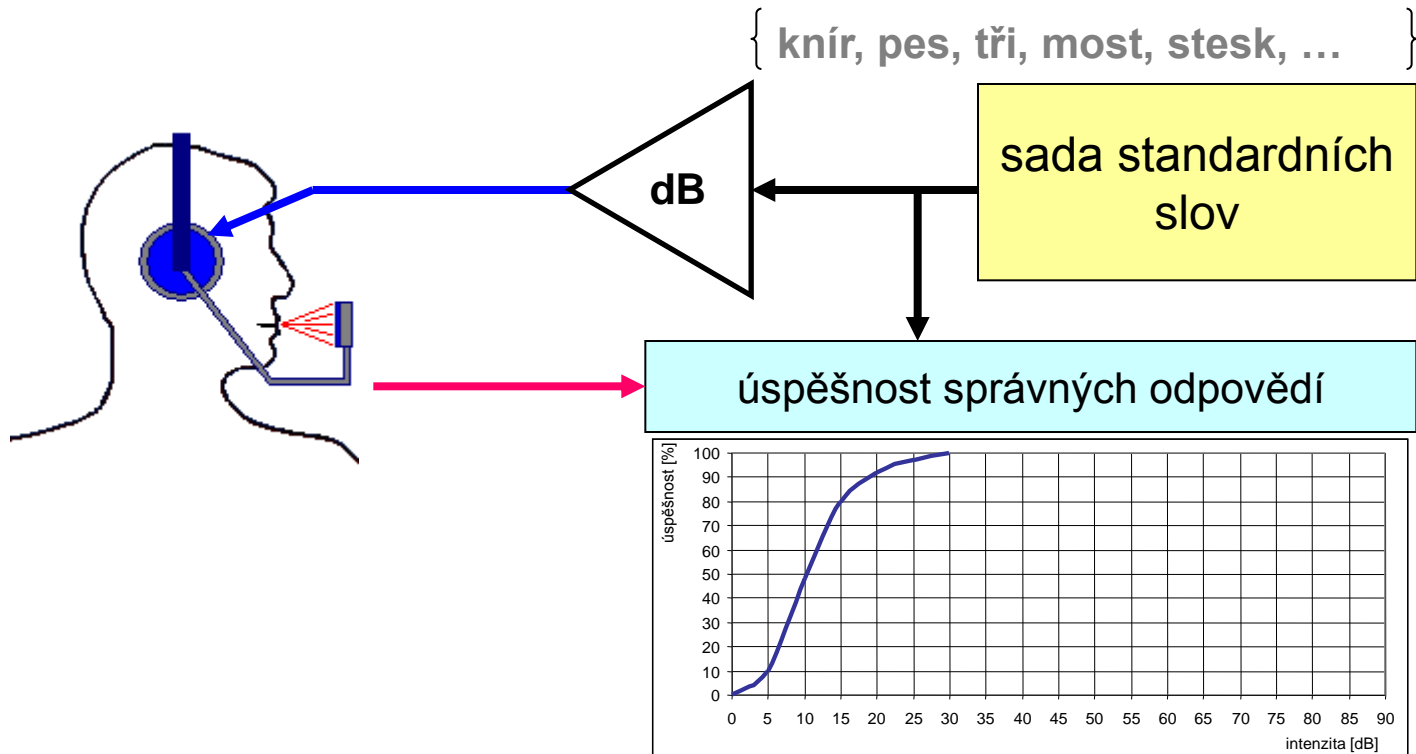 { knír, pes, tři, most, stesk, … }
sada standardních
slov
dB
úspěšnost správných odpovědí
úspěšnost [%]
100
90
80
70
60
50
40
30
20
10
0
0 5 10 15 20 25 30 35 40 45 50 55 60 65 70 75 80 85 90
intenzita [dB]